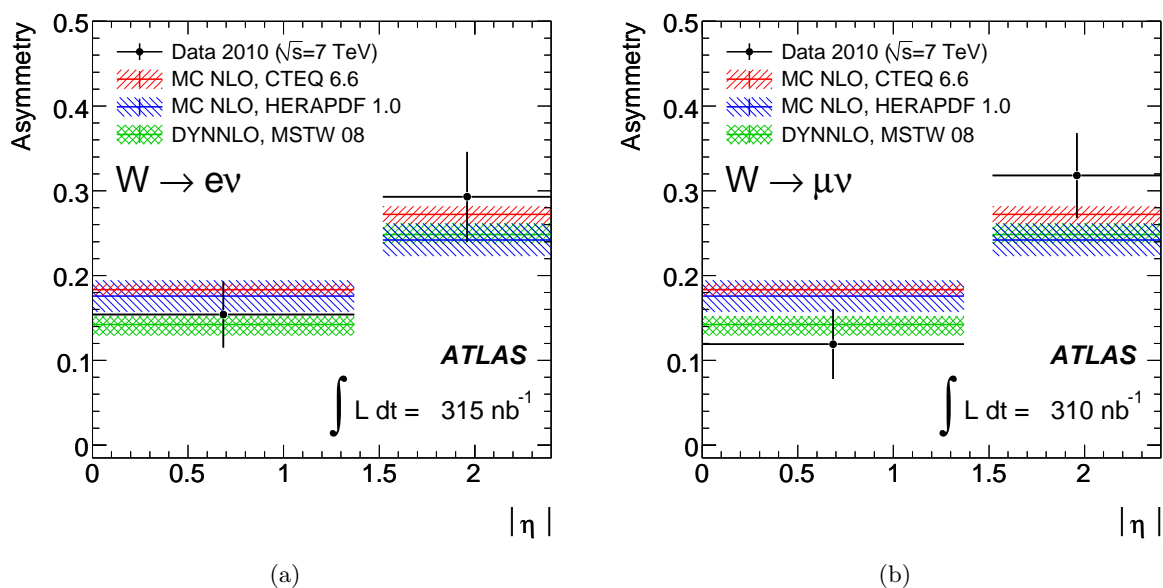 Asymmetry
0.5
0.4
0.3
0.2
0.1
0
Data 2010 (√s=7 TeV)
MC NLO, CTEQ 6.6
MC NLO, HERAPDF 1.0
DYNNLO, MSTW 08
W → eν
ATLAS
∫ L dt = 315 nb⁻¹
0 0.5 1 1.5 2
|η|
(a)
Asymmetry
0.5
0.4
0.3
0.2
0.1
0
Data 2010 (√s=7 TeV)
MC NLO, CTEQ 6.6
MC NLO, HERAPDF 1.0
DYNNLO, MSTW 08
W → μν
ATLAS
∫ L dt = 310 nb⁻¹
0 0.5 1 1.5 2
|η|
(b)